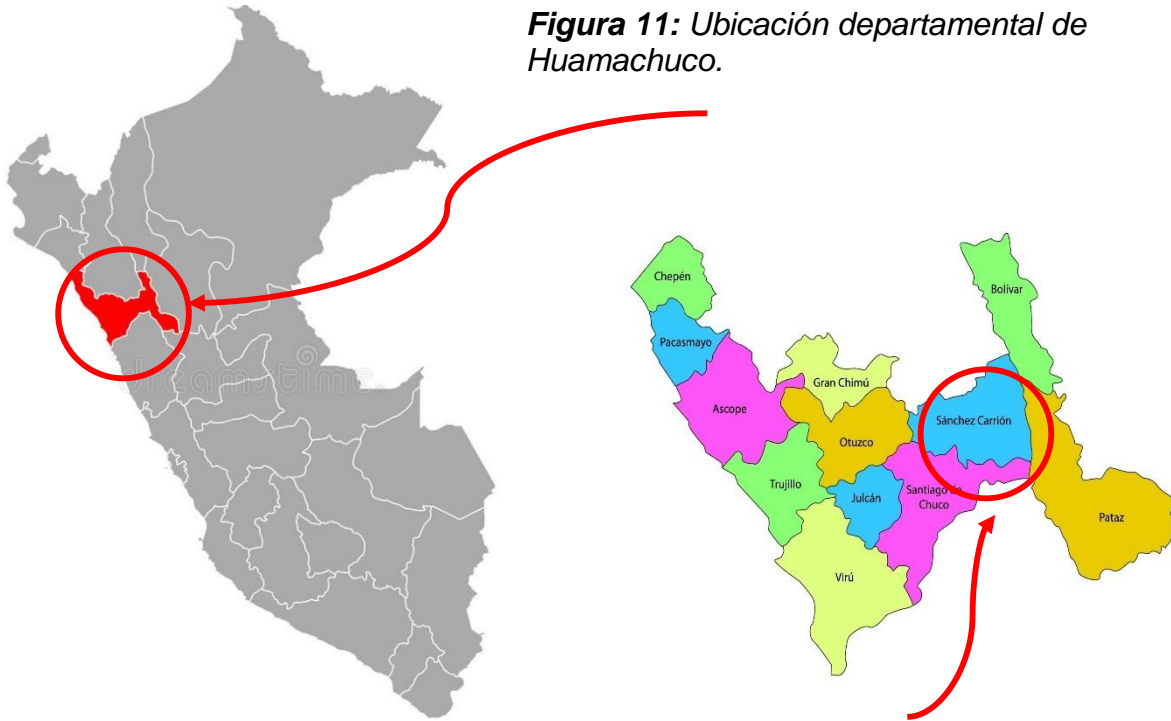 Figura 11: Ubicación departamental de
Huamachuco.
dreamstime.
Chepén
Bolívar
Pacasmayo
Gran Chimú
Ascope
Sánchez Carrión
Otuzco
Trujillo
Julcán
Santiago de
Chuco
Pataz
Virú